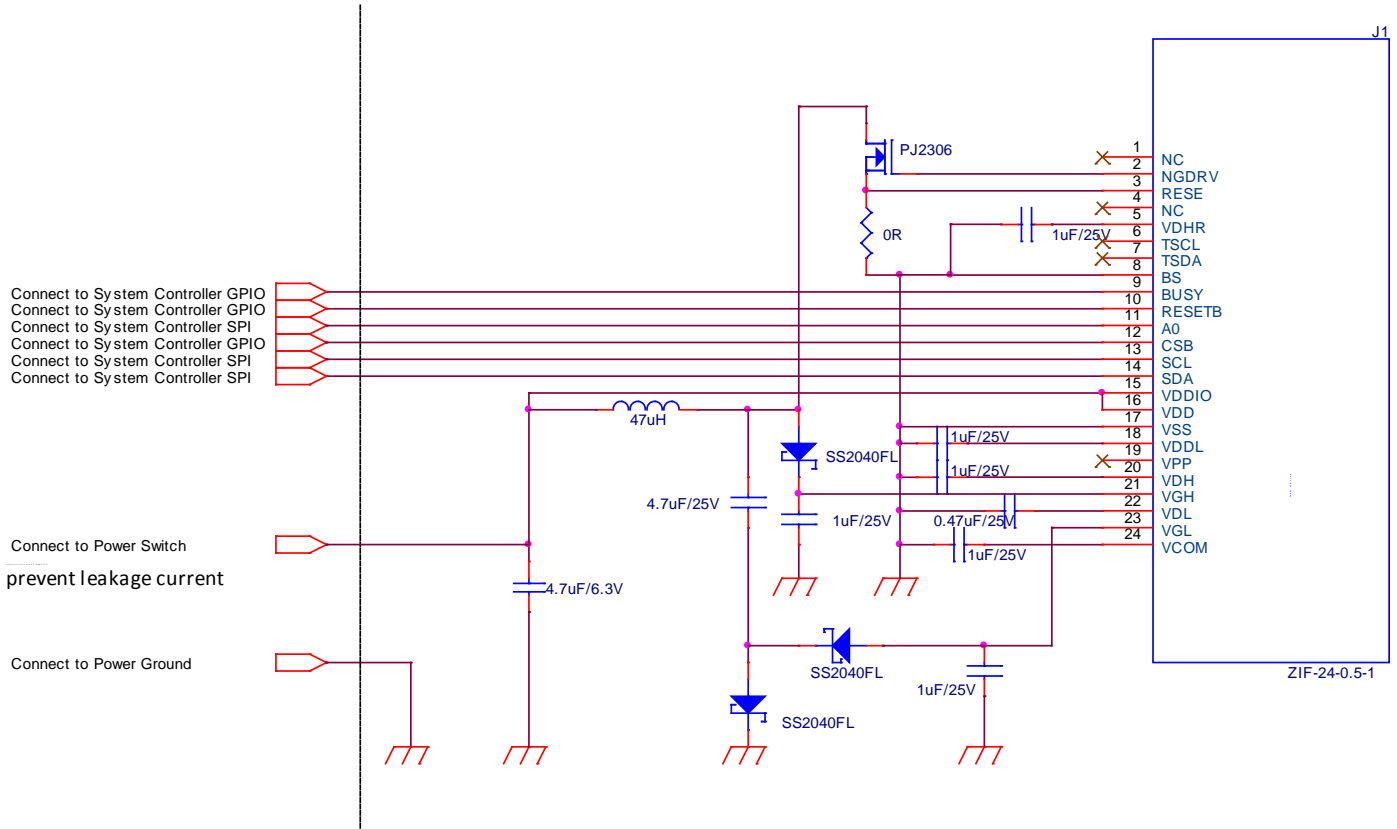 J1
PJ2306
0R
1uF/25V
1 NC
2 NGDRV
3 RESE
4 NC
5 VDHR
6 TSCL
7 TSDA
8 BS
9 BUSY
10 RESETB
11 A0
12 CSB
13 SCL
14 SDA
15 VDDIO
16 VDD
17 VSS
18 VDDL
19 VPP
20 VDH
21 VGH
22 VDL
23 VGL
24 VCOM
Connect to System Controller GPIO
Connect to System Controller GPIO
Connect to System Controller SPI
Connect to System Controller GPIO
Connect to System Controller SPI
Connect to System Controller SPI
47uH
SS2040FL
1uF/25V
1uF/25V
4.7uF/25V
1uF/25V
0.47uF/25V
1uF/25V
Connect to Power Switch
prevent leakage current
4.7uF/6.3V
Connect to Power Ground
SS2040FL
1uF/25V
SS2040FL
ZIF-24-0.5-1